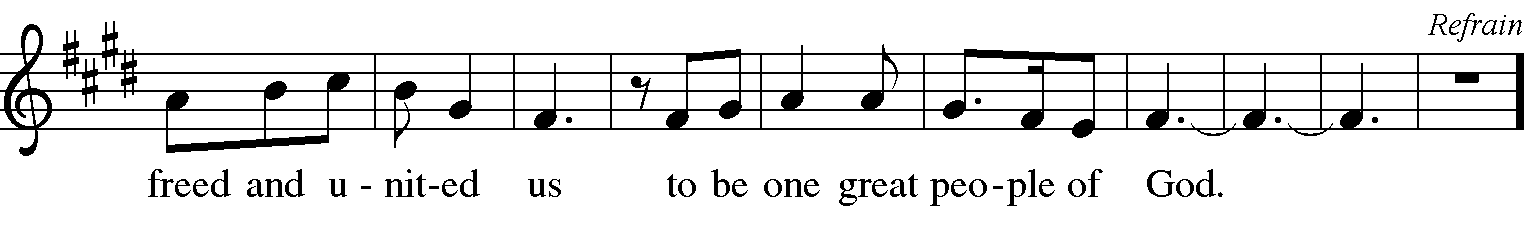 Refrain
freed and u - nit-ed us to be one great peo-ple of God.